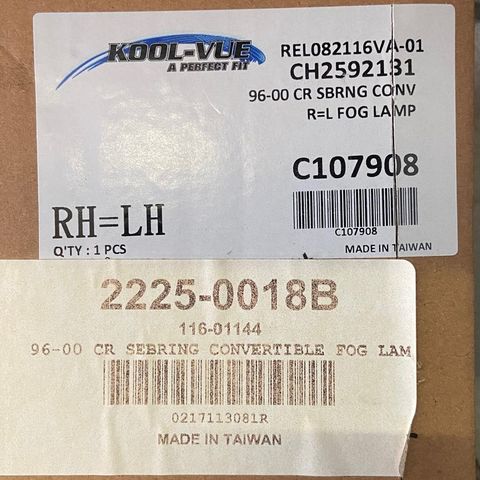 KOOL-VUE
A PERFECT FIT
REL082116VA-01
CH2592131
96-00 CR SBRNG CONV
R=L FOG LAMP
C107908
C107908
RH=LH
Q'TY : 1 PCS
MADE IN TAIWAN
2225-0018B
116-01144
96-00 CR SEBRING CONVERTIBLE FOG LAM
0217113081R
MADE IN TAIWAN